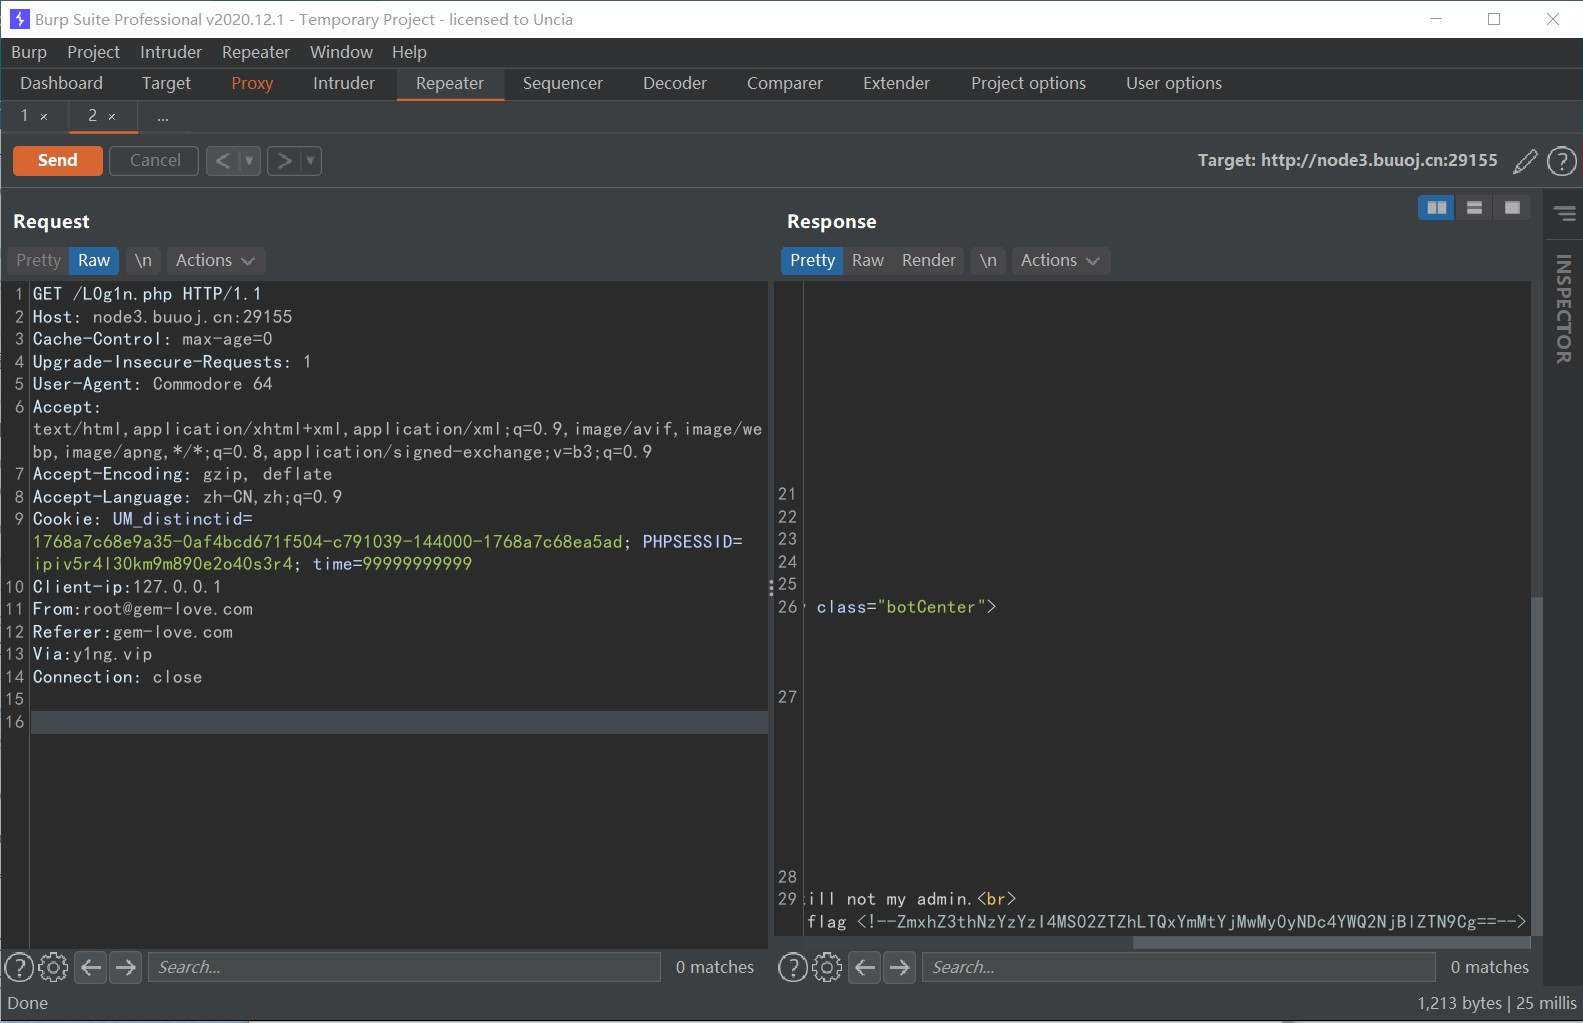 Burp Suite Professional v2020.12.1 - Temporary Project - licensed to Uncia
Burp Project Intruder Repeater Window Help
Dashboard Target Proxy Intruder Repeater Sequencer Decoder Comparer Extender Project options User options
1 × 2 × ...
Send Cancel < > Target: http://node3.buuoj.cn:29155 ?
Request
Pretty Raw \n Actions
1 GET /L0g1n.php HTTP/1.1
2 Host: node3.buuoj.cn:29155
3 Cache-Control: max-age=0
4 Upgrade-Insecure-Requests: 1
5 User-Agent: Commodore 64
6 Accept:
text/html,application/xhtml+xml,application/xml;q=0.9,image/avif,image/we
bp,image/apng,*/*;q=0.8,application/signed-exchange;v=b3;q=0.9
7 Accept-Encoding: gzip, deflate
8 Accept-Language: zh-CN,zh;q=0.9
9 Cookie: UM_distinctid=
1768a7c68e9a35-0af4bcd671f504-c791039-144000-1768a7c68ea5ad; PHPSESSID=
ipiv5r4l30km9m890e2o40s3r4; time=99999999999
10 Client-ip:127.0.0.1
11 From:root@gem-love.com
12 Referer:gem-love.com
13 Via:y1ng.vip
14 Connection: close
15
16
? Search... 0 matches
Response
Pretty Raw Render \n Actions
21
22
23
24
25
26 class="botCenter">
27
28
29 ill not my admin.<br>
flag <!--ZmxhZ3thNzYzYzI4MS02ZTZhLTQxYmMtYjMwMy0yNDc4YWQ2NjBlZTN9Cg==-->
? Search... 0 matches
INSPECTOR
Done 1,213 bytes | 25 millis